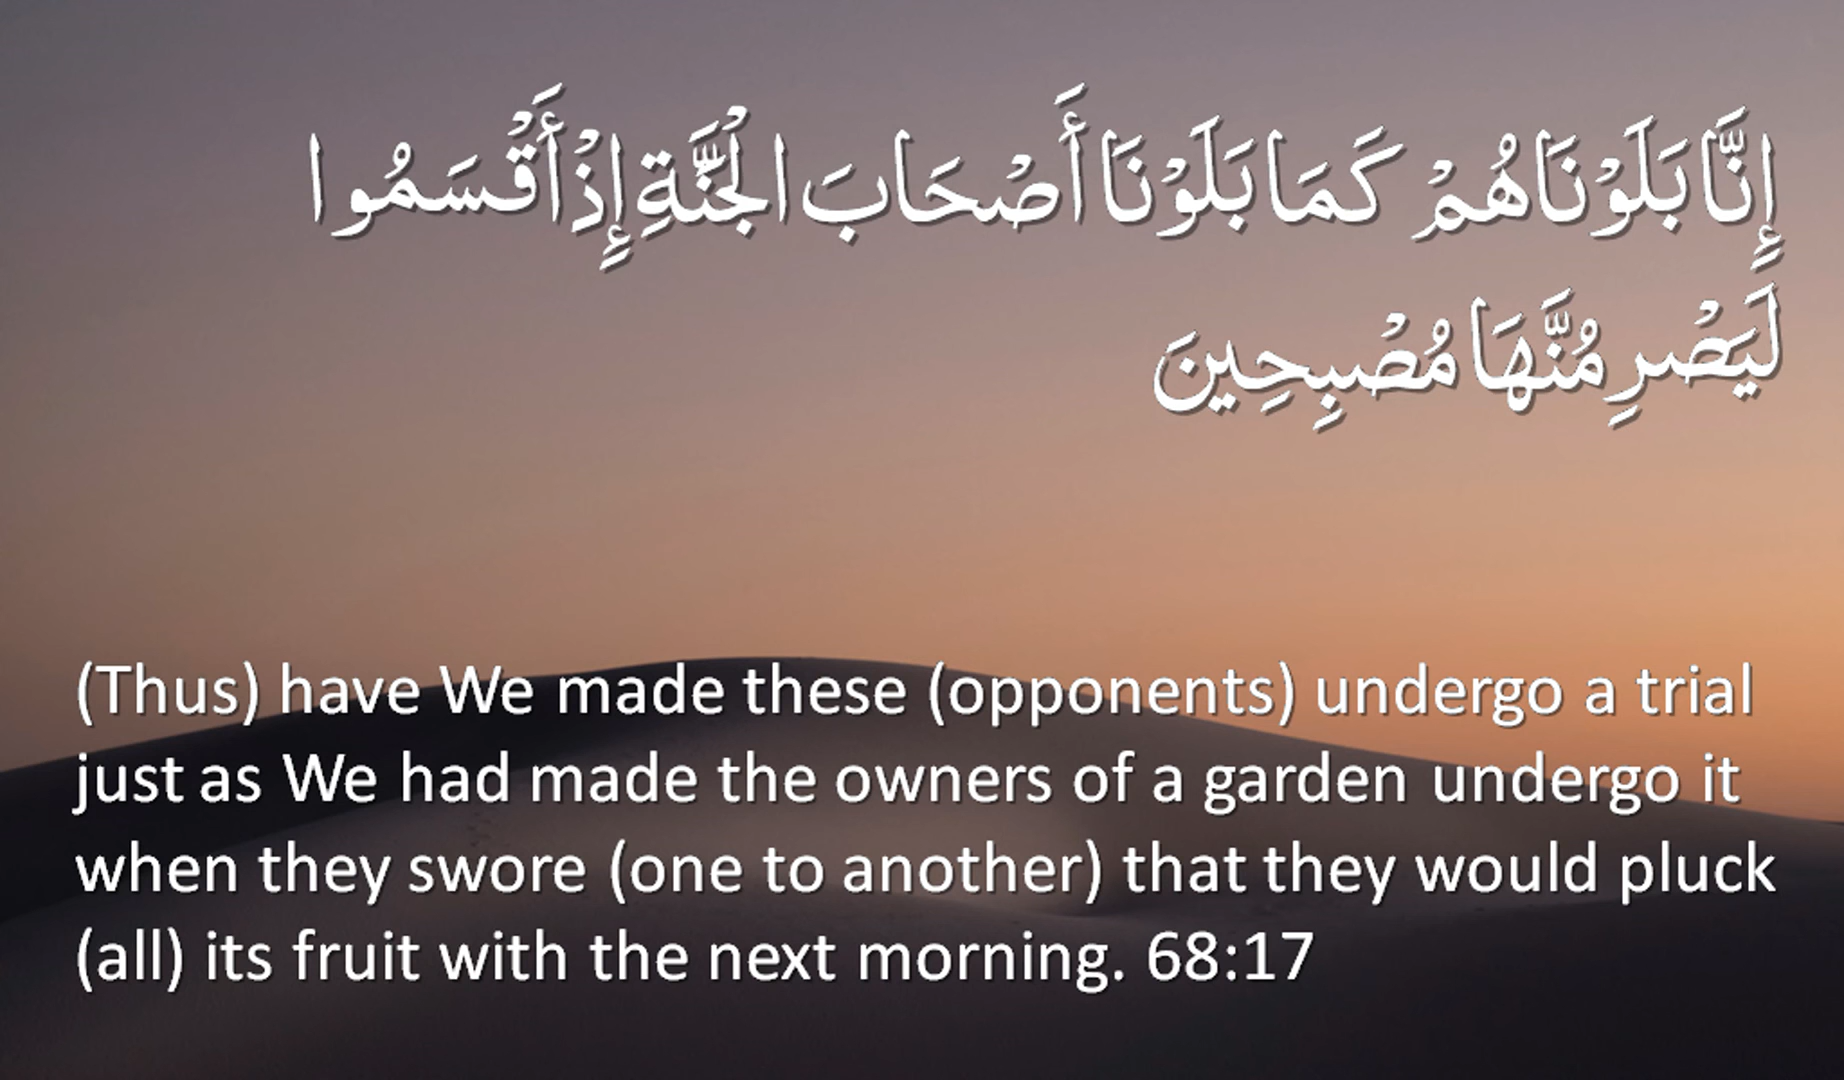 إِنَّا بَلَوْنَاهُمْ كَمَا بَلَوْنَا أَصْحَابَ الْجَنَّةِ إِذْ أَقْسَمُوا
لَيَصْرِمُنَّهَا مُصْبِحِينَ
(Thus) have We made these (opponents) undergo a trial
just as We had made the owners of a garden undergo it
when they swore (one to another) that they would pluck
(all) its fruit with the next morning. 68:17